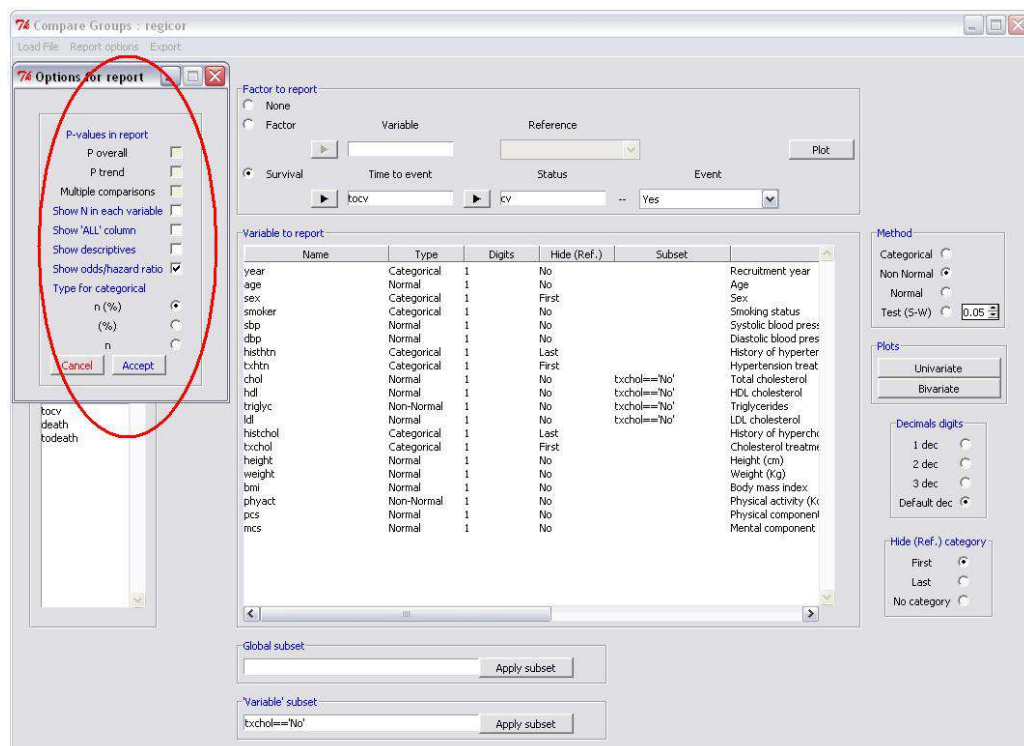 Compare Groups : regicor
Load File Report options Export
Options for report
P-values in report
P overall
P trend
Multiple comparisons
Show N in each variable
Show 'ALL' column
Show descriptives
Show odds/hazard ratio
Type for categorical
n (%)
(%)
n
Cancel Accept
tocv
death
todeath
Factor to report
None
Factor Variable Reference
Plot
Survival Time to event Status Event
tocv cv -- Yes
Variable to report
Name Type Digits Hide (Ref.) Subset
year Categorical 1 No Recruitment year
age Normal 1 No Age
sex Categorical 1 First Sex
smoker Categorical 1 No Smoking status
sbp Normal 1 No Systolic blood press
dbp Normal 1 No Diastolic blood pres
histhtn Categorical 1 Last History of hyperter
txhtn Categorical 1 First Hypertension treat
chol Normal 1 No txchol=='No' Total cholesterol
hdl Normal 1 No txchol=='No' HDL cholesterol
triglyc Non-Normal 1 No txchol=='No' Triglycerides
ldl Normal 1 No txchol=='No' LDL cholesterol
histchol Categorical 1 Last History of hypercho
txchol Categorical 1 First Cholesterol treatme
height Normal 1 No Height (cm)
weight Normal 1 No Weight (Kg)
bmi Normal 1 No Body mass index
phyact Non-Normal 1 No Physical activity (Kc
pcs Normal 1 No Physical component
mcs Normal 1 No Mental component
Method
Categorical
Non Normal
Normal
Test (S-W) 0.05
Plots
Univariate
Bivariate
Decimals digits
1 dec
2 dec
3 dec
Default dec
Hide (Ref.) category
First
Last
No category
Global subset
Apply subset
'Variable' subset
txchol=='No' Apply subset